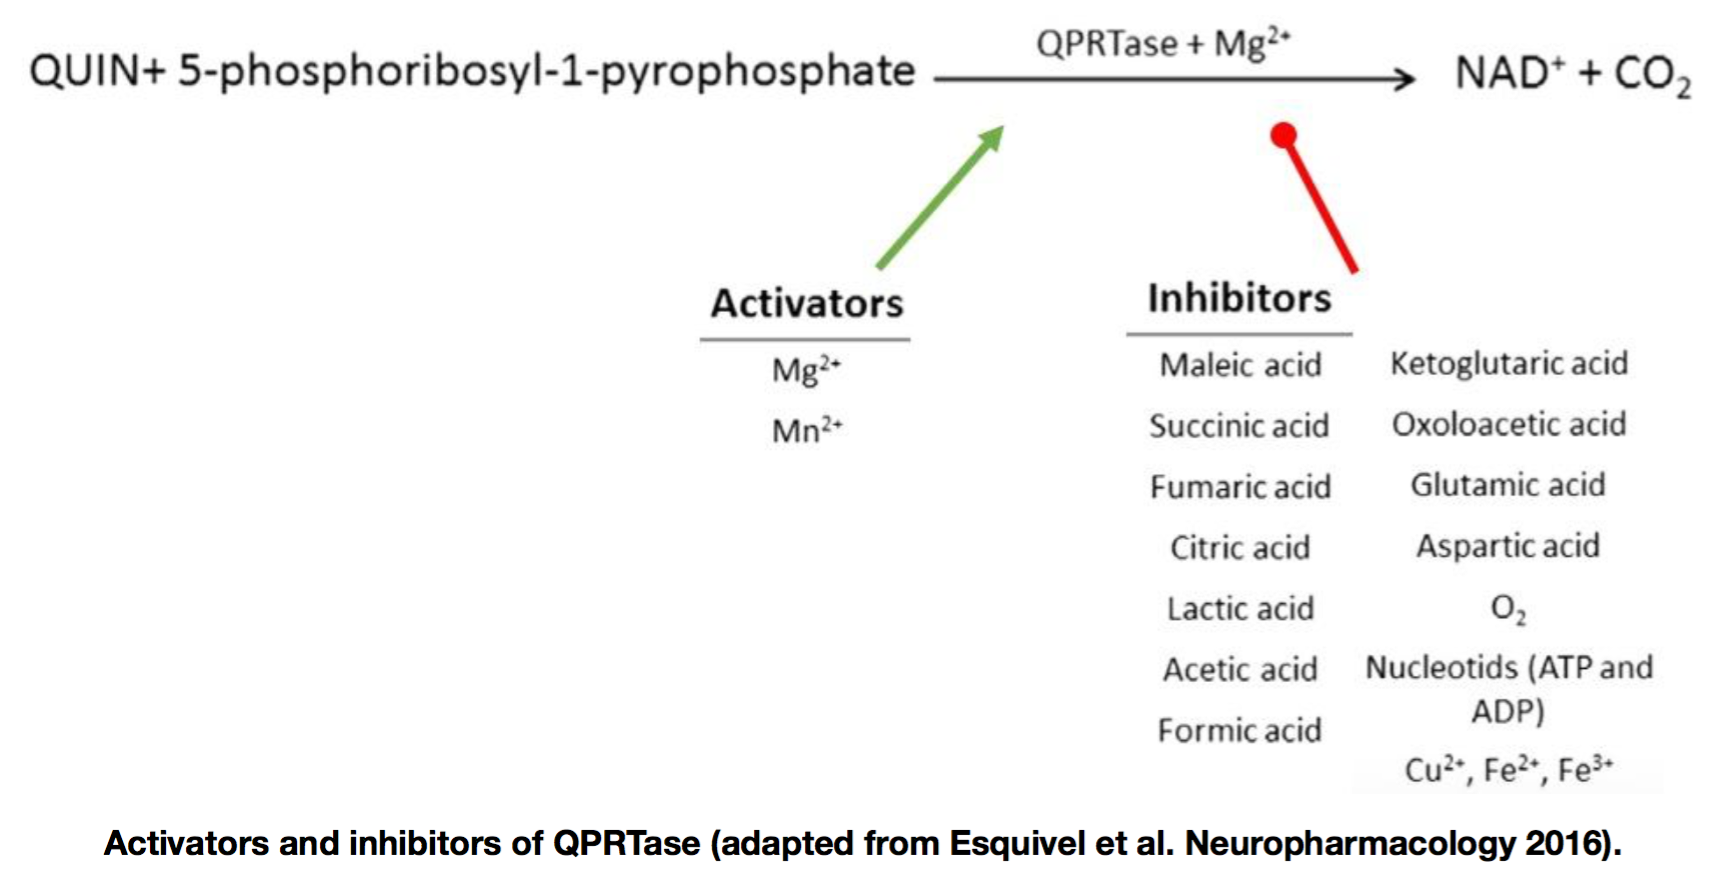 QPRTase + Mg²⁺
QUIN+ 5-phosphoribosyl-1-pyrophosphate
NAD⁺ + CO₂
Activators
Mg²⁺
Mn²⁺
Inhibitors
Maleic acid
Succinic acid
Fumaric acid
Citric acid
Lactic acid
Acetic acid
Formic acid
Ketoglutaric acid
Oxoloacetic acid
Glutamic acid
Aspartic acid
O₂
Nucleotids (ATP and
ADP)
Cu²⁺, Fe²⁺, Fe³⁺
Activators and inhibitors of QPRTase (adapted from Esquivel et al. Neuropharmacology 2016).